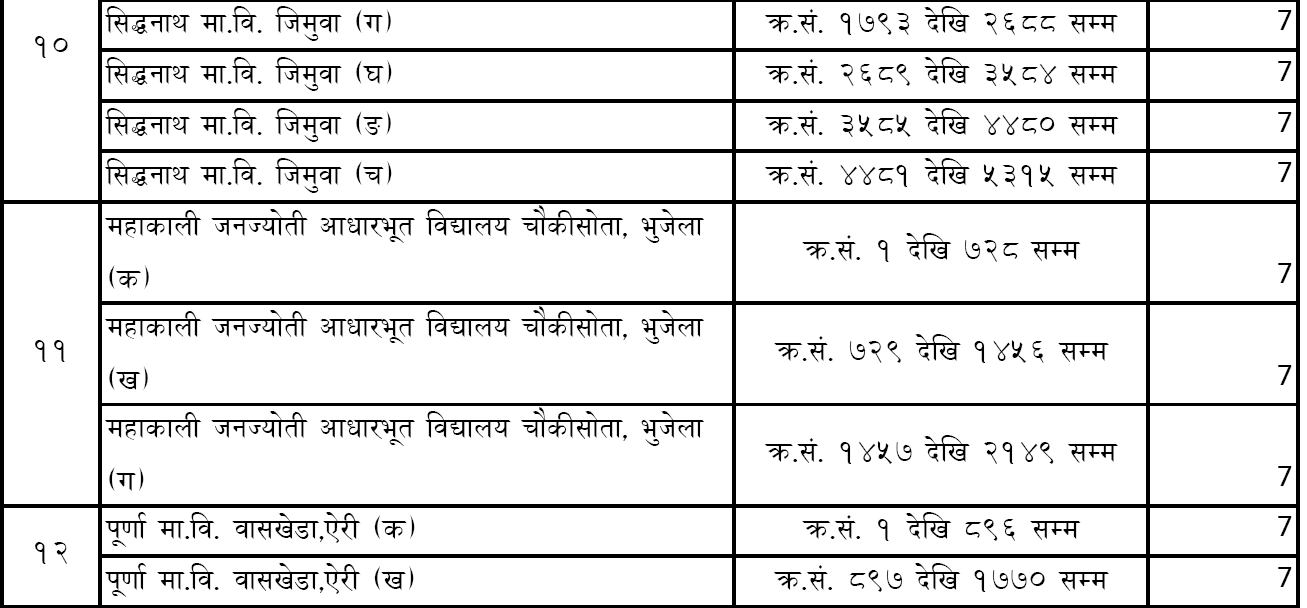 १०
सिद्धनाथ मा.वि. जिमुवा (ग) क्र.सं. १७९३ देखि २६८८ सम्म 7
सिद्धनाथ मा.वि. जिमुवा (घ) क्र.सं. २६८९ देखि ३५८४ सम्म 7
सिद्धनाथ मा.वि. जिमुवा (ङ) क्र.सं. ३५८५ देखि ४४८० सम्म 7
सिद्धनाथ मा.वि. जिमुवा (च) क्र.सं. ४४८१ देखि ५३१५ सम्म 7
११
महाकाली जनज्योती आधारभूत विद्यालय चौकीसोता, भुजेला
(क) क्र.सं. १ देखि ७२८ सम्म 7
महाकाली जनज्योती आधारभूत विद्यालय चौकीसोता, भुजेला
(ख) क्र.सं. ७२९ देखि १४५६ सम्म 7
महाकाली जनज्योती आधारभूत विद्यालय चौकीसोता, भुजेला
(ग) क्र.सं. १४५७ देखि २१४९ सम्म 7
१२
पूर्णा मा.वि. वासखेडा,ऐरी (क) क्र.सं. १ देखि ८९६ सम्म 7
पूर्णा मा.वि. वासखेडा,ऐरी (ख) क्र.सं. ८९७ देखि १७७० सम्म 7